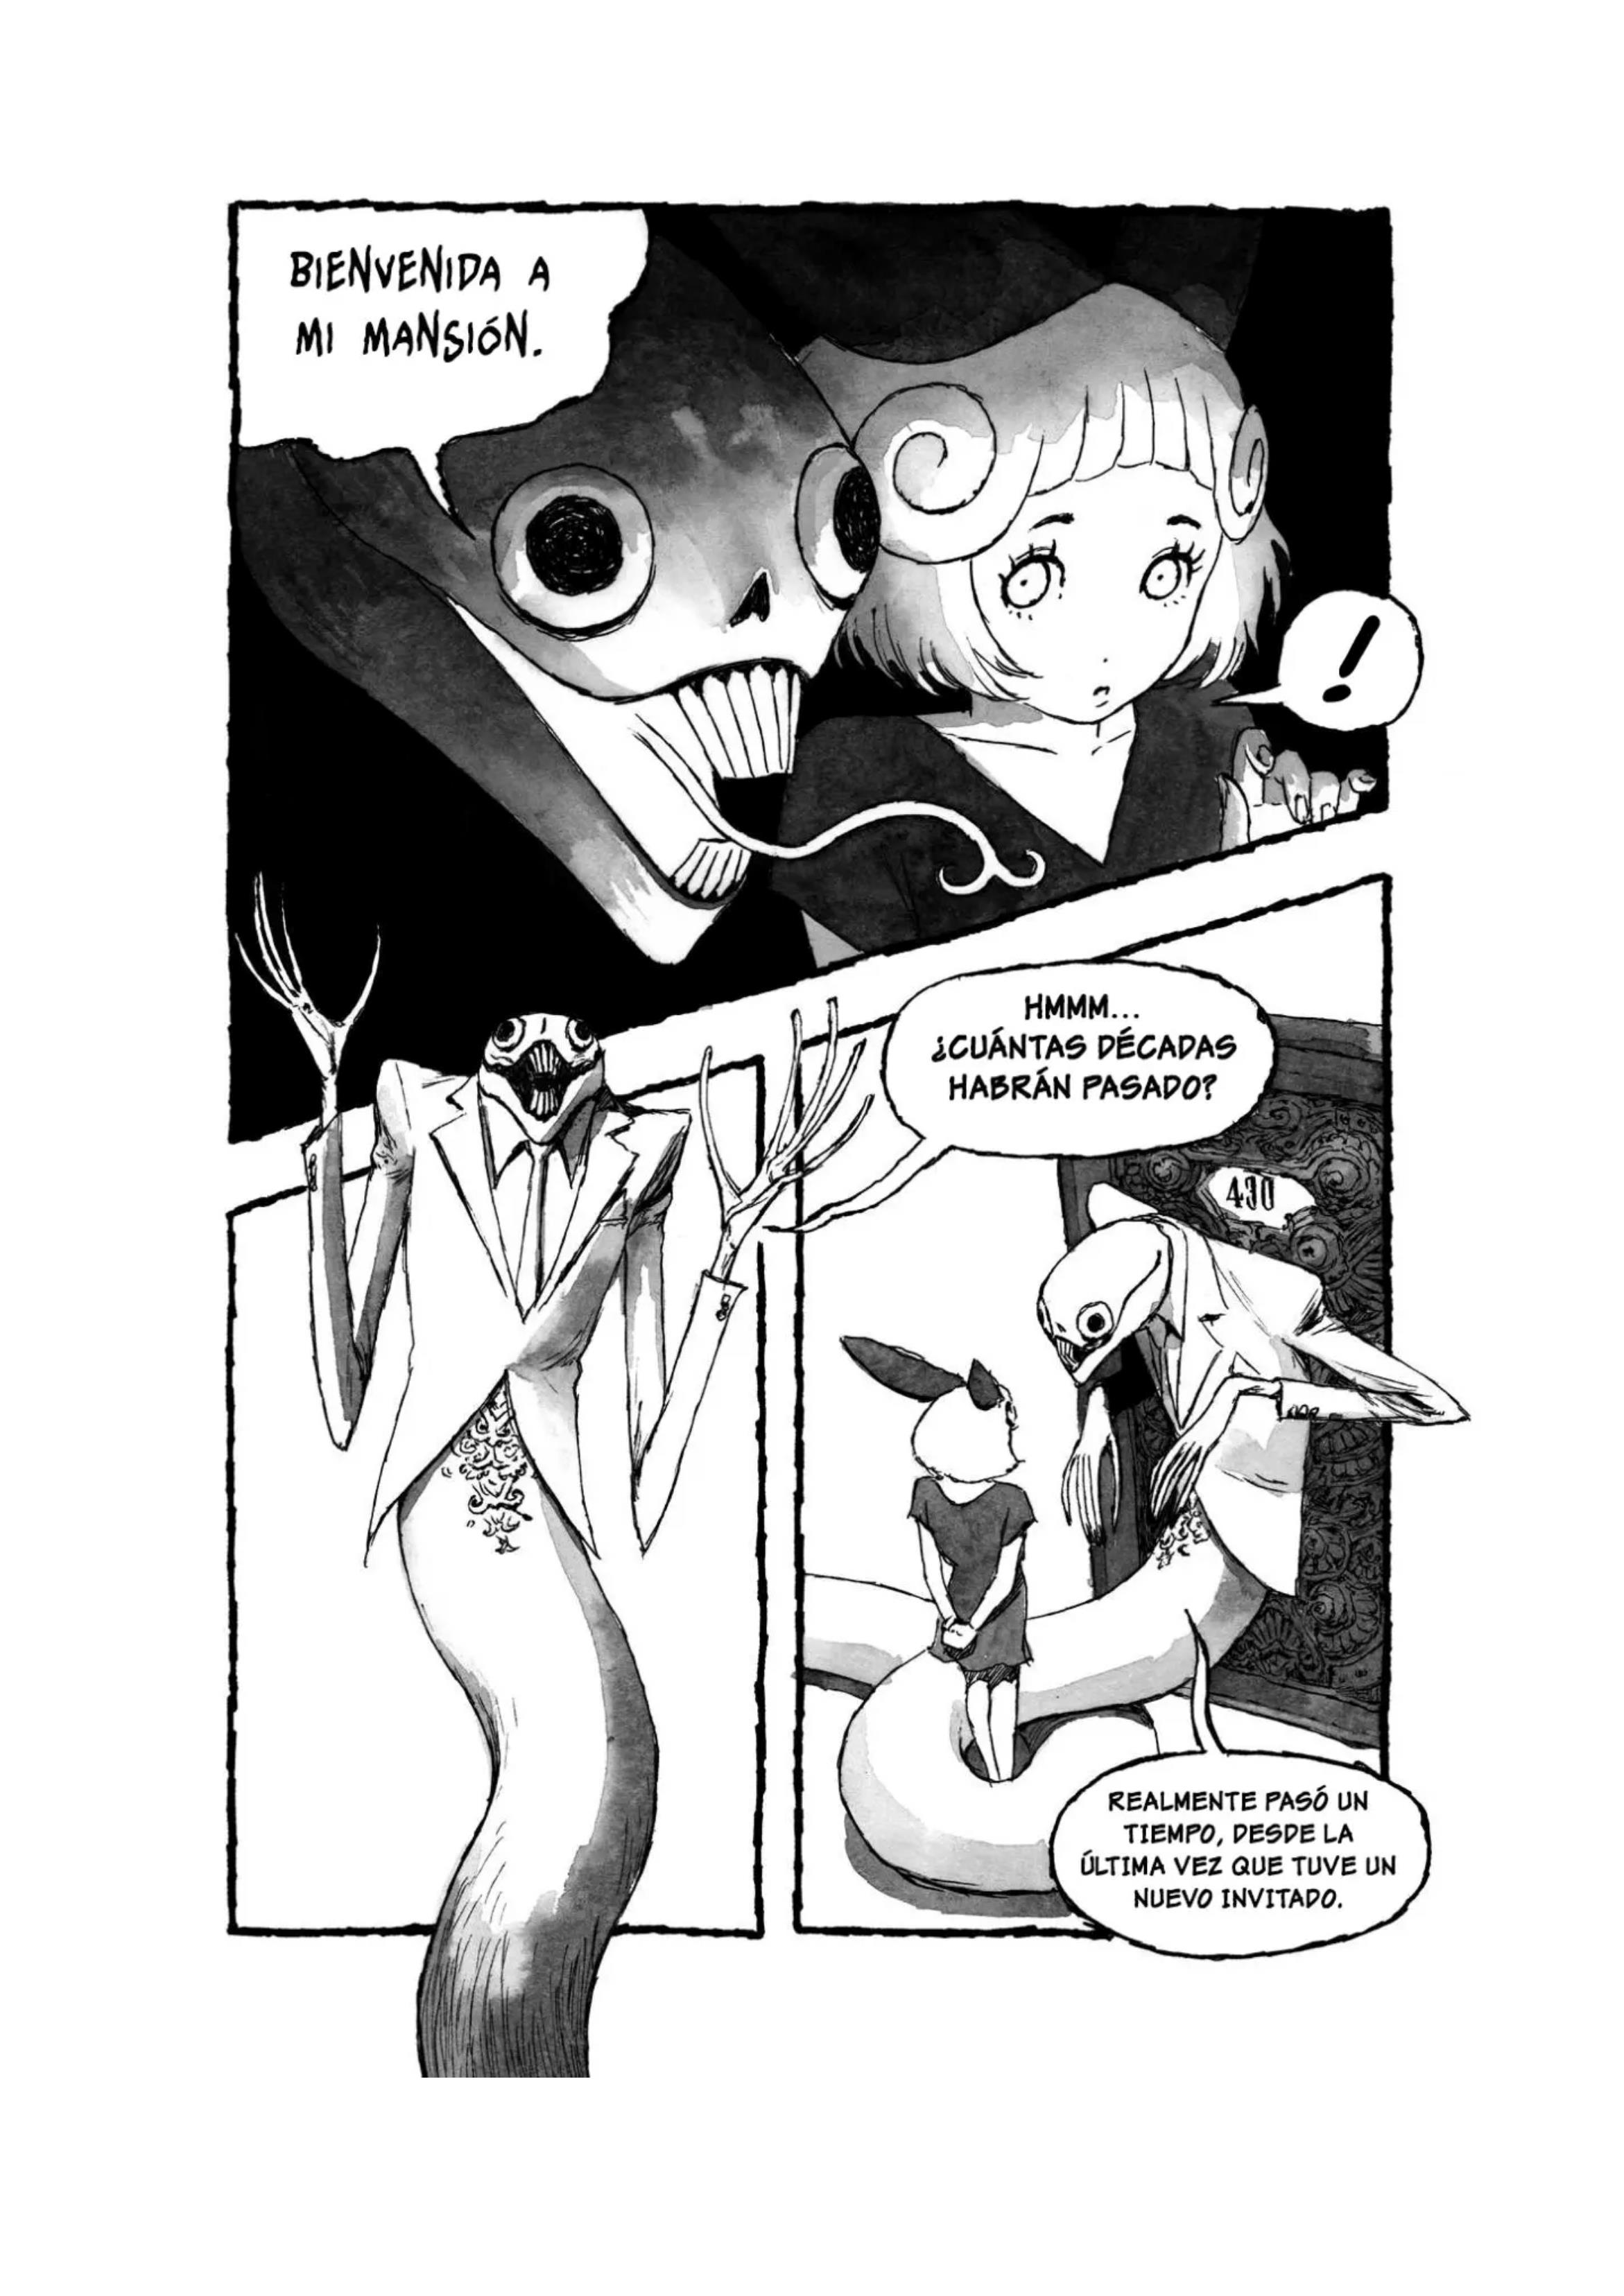 BIENVENIDA A
MI MANSIÓN.
!
HMMM...
¿CUÁNTAS DÉCADAS
HABRÁN PASADO?
430
REALMENTE PASÓ UN
TIEMPO, DESDE LA
ÚLTIMA VEZ QUE TUVE UN
NUEVO INVITADO.